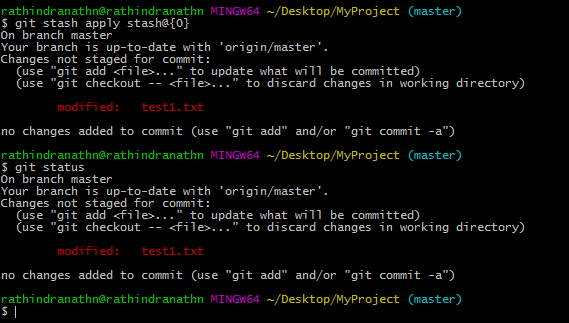 rathindranathn@rathindranathn MINGW64 ~/Desktop/MyProject (master)
$ git stash apply stash@{0}
On branch master
Your branch is up-to-date with 'origin/master'.
Changes not staged for commit:
  (use "git add <file>..." to update what will be committed)
  (use "git checkout -- <file>..." to discard changes in working directory)

        modified:   test1.txt

no changes added to commit (use "git add" and/or "git commit -a")

rathindranathn@rathindranathn MINGW64 ~/Desktop/MyProject (master)
$ git status
On branch master
Your branch is up-to-date with 'origin/master'.
Changes not staged for commit:
  (use "git add <file>..." to update what will be committed)
  (use "git checkout -- <file>..." to discard changes in working directory)

        modified:   test1.txt

no changes added to commit (use "git add" and/or "git commit -a")

rathindranathn@rathindranathn MINGW64 ~/Desktop/MyProject (master)
$